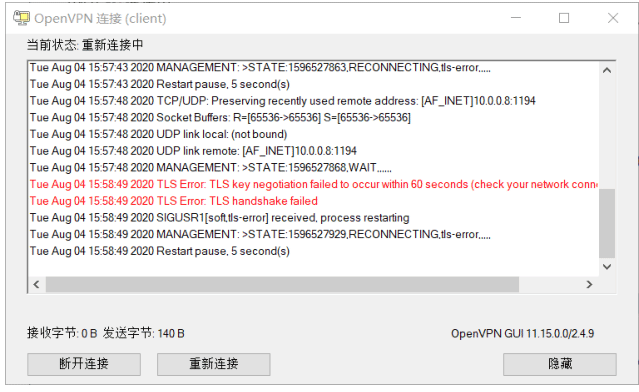 OpenVPN 连接 (client)
当前状态: 重新连接中
Tue Aug 04 15:57:43 2020 MANAGEMENT: >STATE:1596527863,RECONNECTING,tls-error,,,,,
Tue Aug 04 15:57:43 2020 Restart pause, 5 second(s)
Tue Aug 04 15:57:48 2020 TCP/UDP: Preserving recently used remote address: [AF_INET]10.0.0.8:1194
Tue Aug 04 15:57:48 2020 Socket Buffers: R=[65536->65536] S=[65536->65536]
Tue Aug 04 15:57:48 2020 UDP link local: (not bound)
Tue Aug 04 15:57:48 2020 UDP link remote: [AF_INET]10.0.0.8:1194
Tue Aug 04 15:57:48 2020 MANAGEMENT: >STATE:1596527868,WAIT,,,,,,
Tue Aug 04 15:58:49 2020 TLS Error: TLS key negotiation failed to occur within 60 seconds (check your network conne
Tue Aug 04 15:58:49 2020 TLS Error: TLS handshake failed
Tue Aug 04 15:58:49 2020 SIGUSR1[soft,tls-error] received, process restarting
Tue Aug 04 15:58:49 2020 MANAGEMENT: >STATE:1596527929,RECONNECTING,tls-error,,,,,
Tue Aug 04 15:58:49 2020 Restart pause, 5 second(s)
接收字节: 0 B 发送字节: 140 B
OpenVPN GUI 11.15.0.0/2.4.9
断开连接
重新连接
隐藏